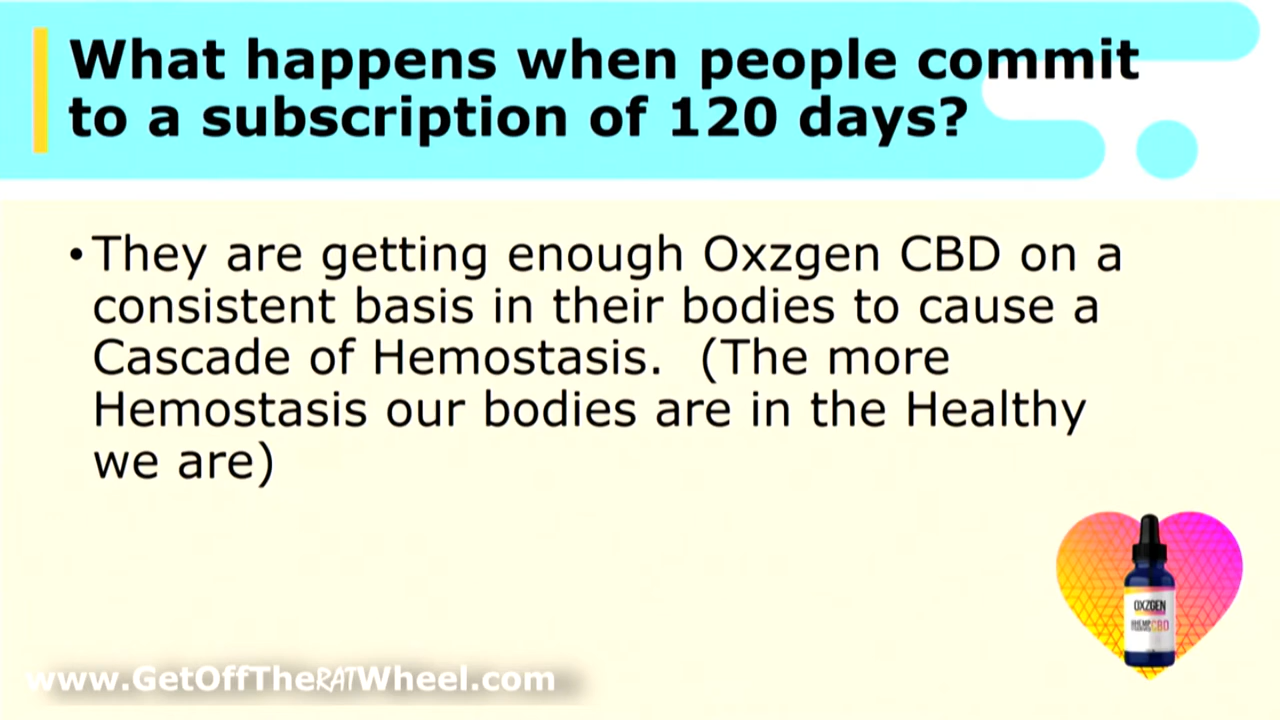 What happens when people commit
to a subscription of 120 days?
•They are getting enough Oxzgen CBD on a
consistent basis in their bodies to cause a
Cascade of Hemostasis. (The more
Hemostasis our bodies are in the Healthy
we are)
OXZGEN
CBD
www.GetOffTheRATWheel.com